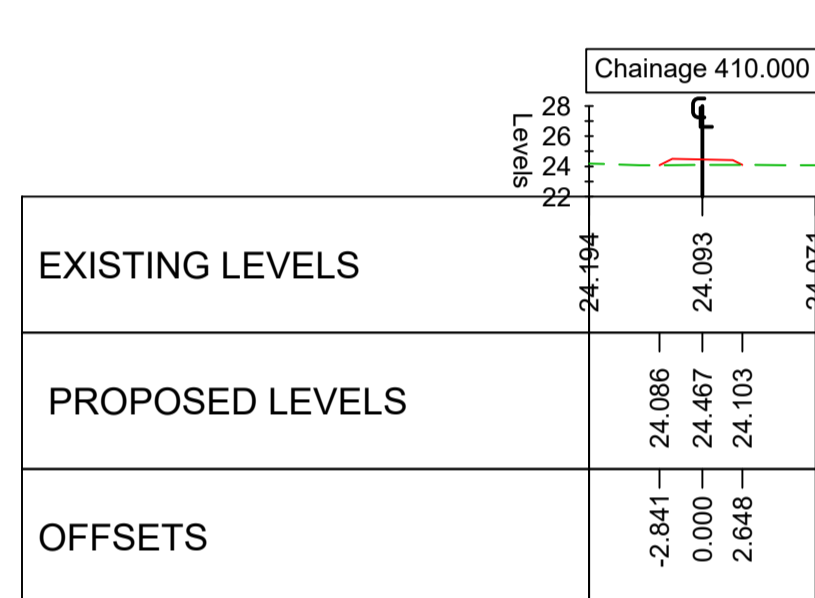 Chainage 410.000
Levels
28
26
24
22
CL
EXISTING LEVELS
24.194
24.093
PROPOSED LEVELS
24.086
24.467
24.103
OFFSETS
-2.841
0.000
2.648